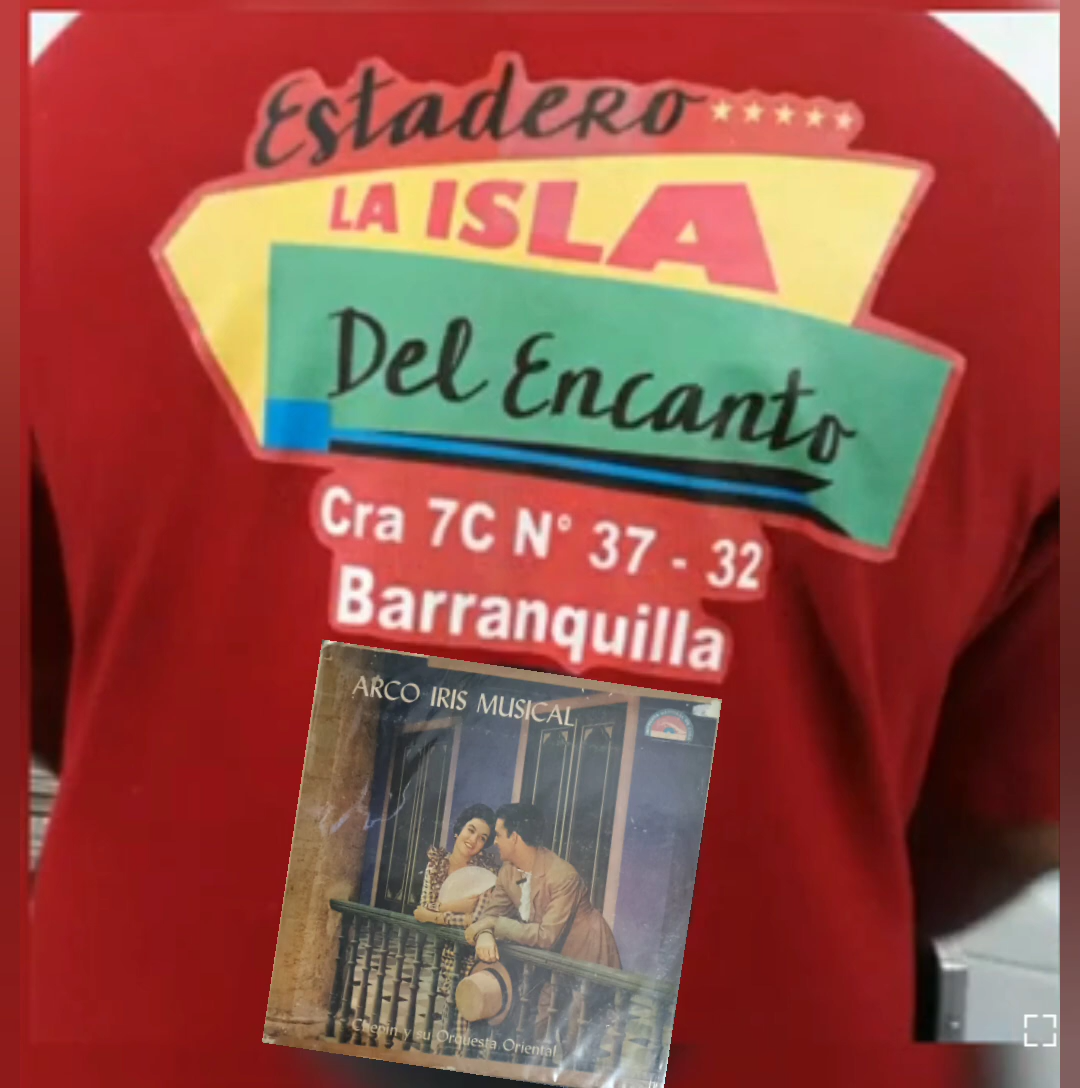 Estadero
LA ISLA
Del Encanto
Cra 7C N° 37 - 32
Barranquilla
ARCO IRIS MUSICAL
Chepin y su Orquesta Oriental